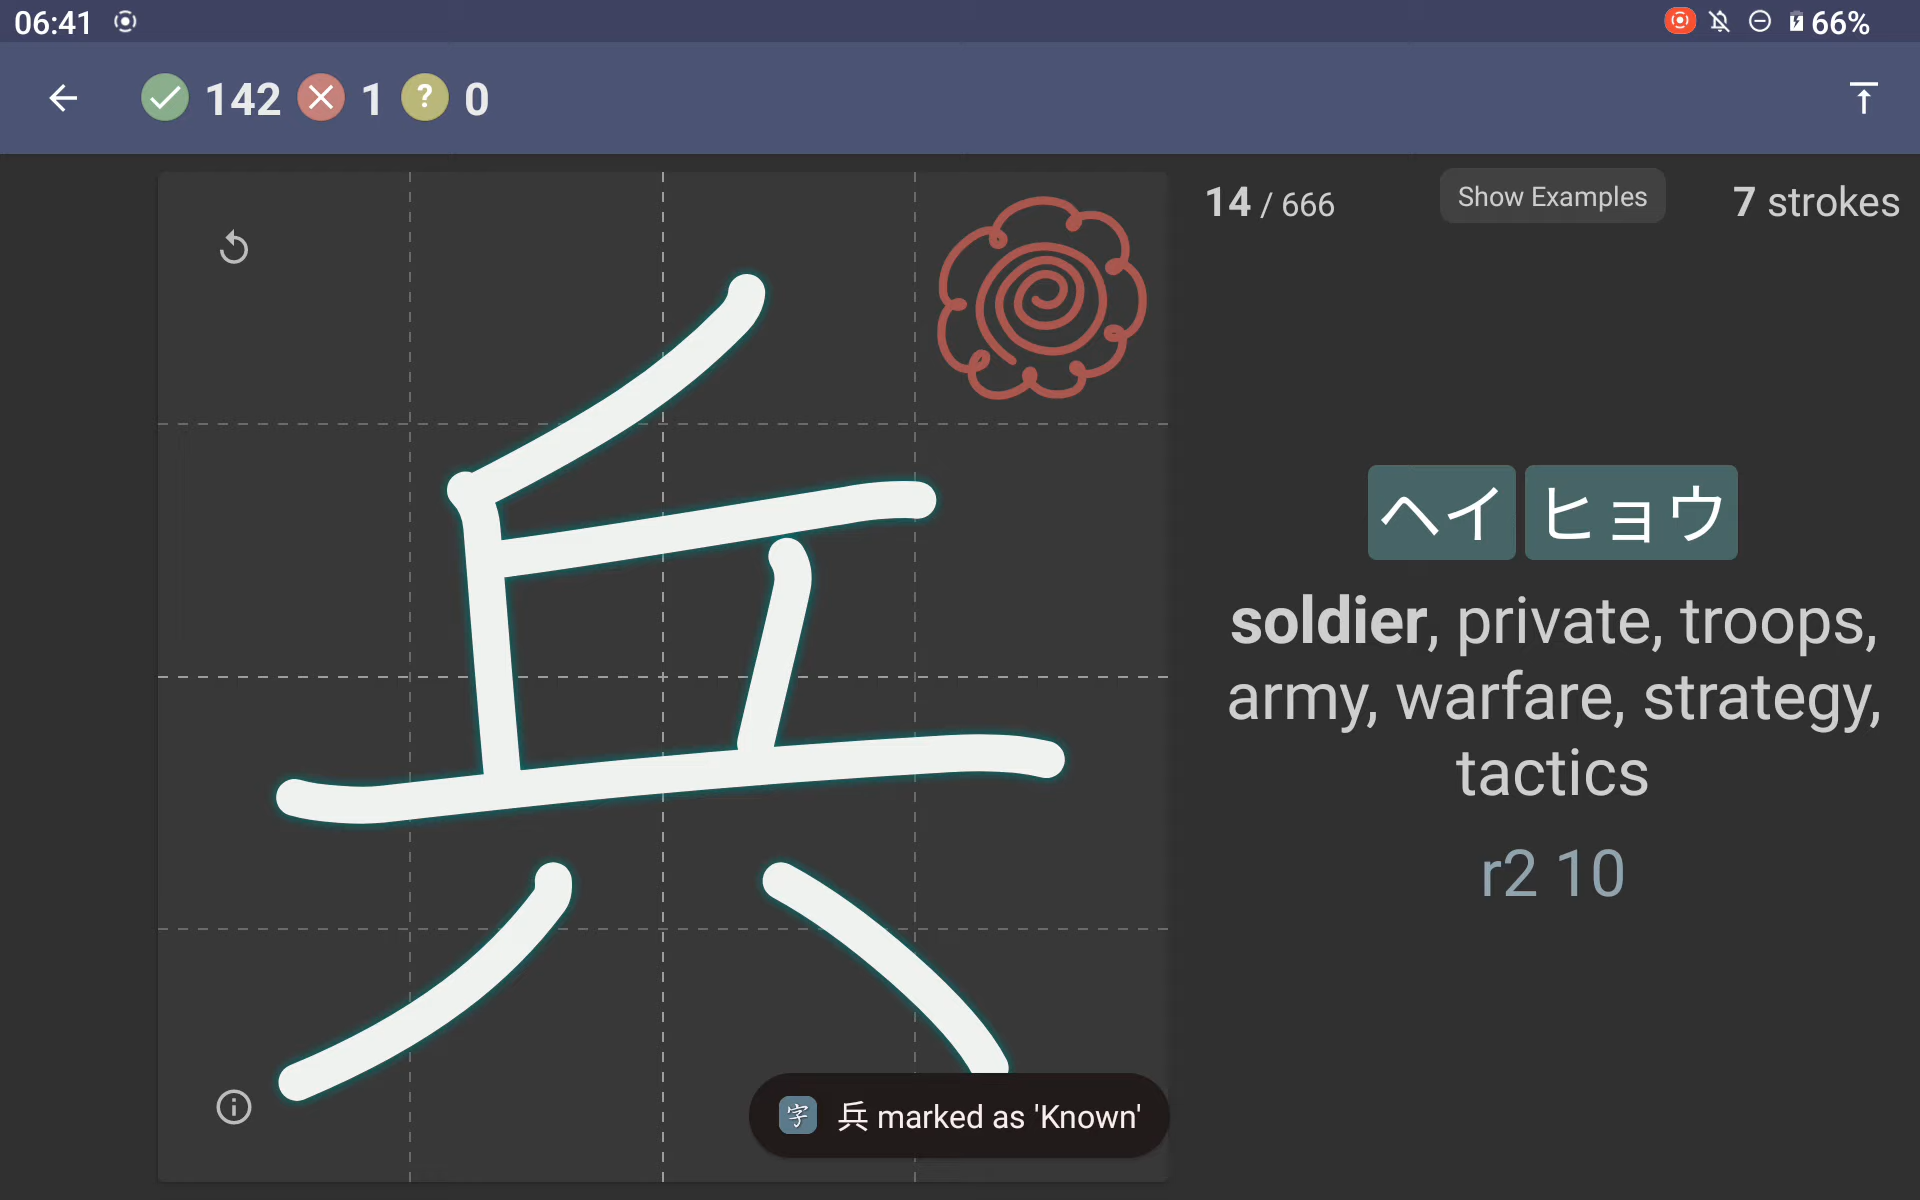 06:41 66%
142 1 ? 0
14 / 666 Show Examples 7 strokes
兵
ヘイ ヒョウ
soldier, private, troops,
army, warfare, strategy,
tactics
r2 10
字 兵 marked as 'Known'